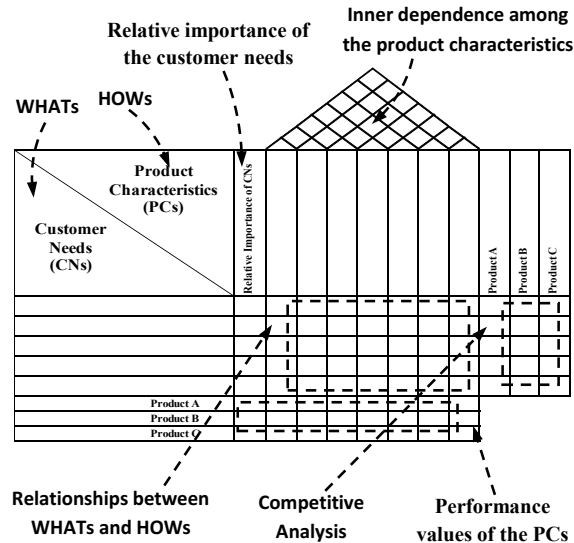 Relative importance of
the customer needs
Inner dependence among
the product characteristics
WHATs
HOWs
Product
Characteristics
(PCs)
Customer
Needs
(CNs)
Relative Importance of CNs
Product A
Product B
Product C
Product A
Product B
Product C
Relationships between
WHATs and HOWs
Competitive
Analysis
Performance
values of the PCs